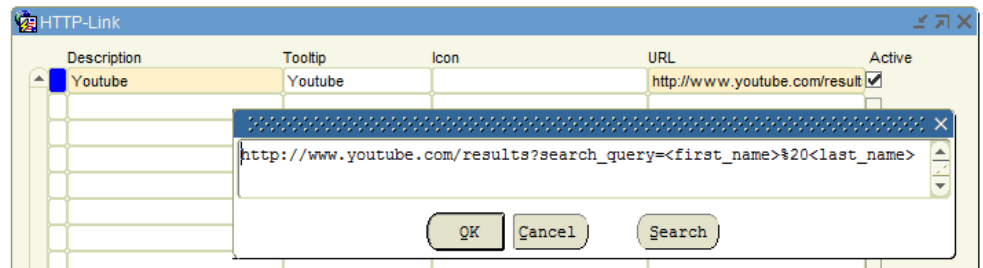 HTTP-Link
Description Tooltip Icon URL Active
Youtube Youtube http://www.youtube.com/result
http://www.youtube.com/results?search_query=<first_name>%20<last_name>
OK Cancel Search